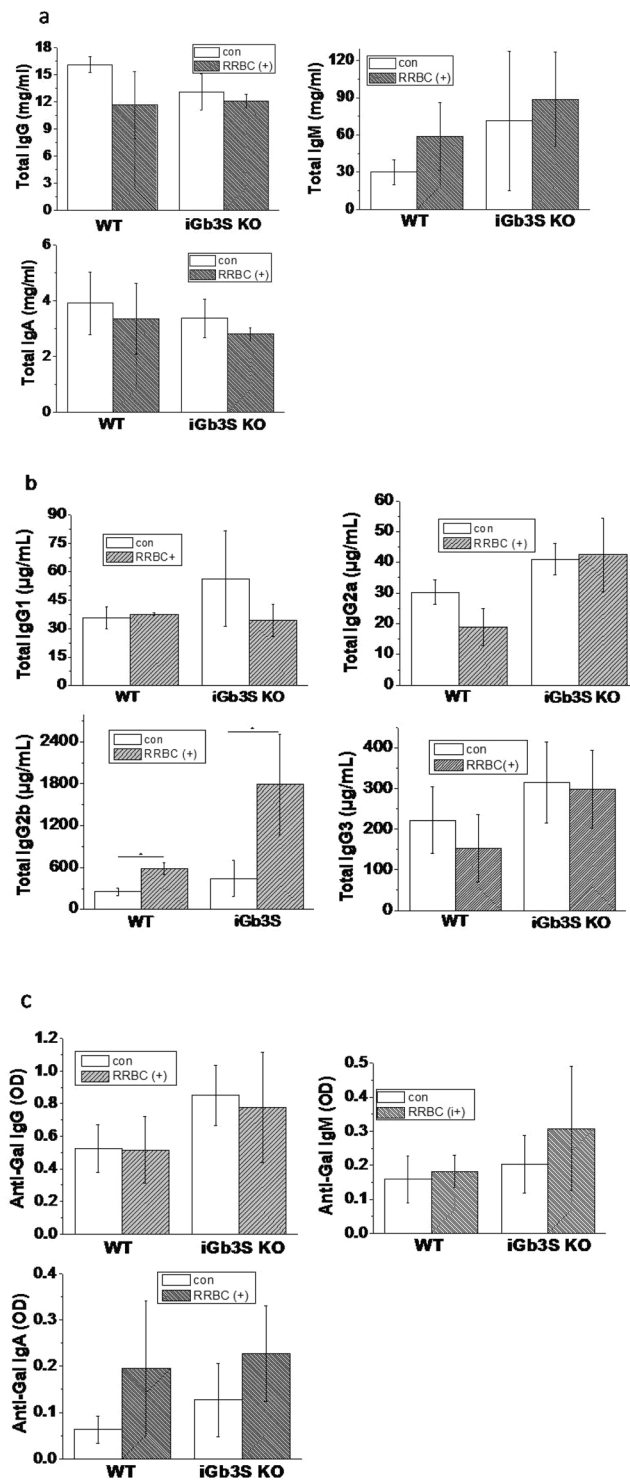 a
Total IgG (mg/ml)
18
15
12
9
6
3
0
con
RRBC (+)
WT
iGb3S KO
Total IgM (mg/ml)
120
90
60
30
0
con
RRBC (+)
WT
iGb3S KO
Total IgA (mg/ml)
6
4
2
0
con
RRBC (+)
WT
iGb3S KO
b
Total IgG1 (µg/mL)
90
75
60
45
30
15
0
con
RRBC+
WT
iGb3S KO
Total IgG2a (µg/mL)
60
50
40
30
20
10
0
con
RRBC (+)
WT
iGb3S KO
Total IgG2b (µg/mL)
2400
1800
1200
600
0
con
RRBC (+)
WT
iGb3S
Total IgG3 (µg/mL)
400
300
200
100
0
con
RRBC(+)
WT
iGb3S KO
c
Anti-Gal IgG (OD)
1.2
1.0
0.8
0.6
0.4
0.2
0.0
con
RRBC (+)
WT
iGb3S KO
Anti-Gal IgM (OD)
0.5
0.4
0.3
0.2
0.1
0.0
con
RRBC (i+)
WT
iGb3S KO
Anti-Gal IgA (OD)
0.4
0.3
0.2
0.1
0.0
con
RRBC (+)
WT
iGb3S KO